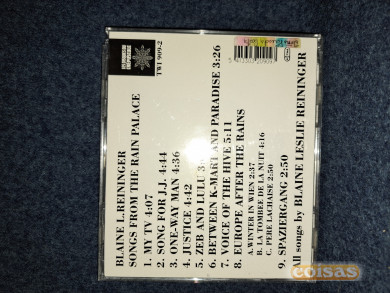 BLAINE L.REININGER
SONGS FROM THE RAIN PALACE
1. MY TV 4:07
2. SONG FOR J.J. 4:44
3. ONE-WAY MAN 4:36
4. JUSTICE 4:42
5. ZEB AND LULU
6. BETWEEN K-MART AND PARADISE 3:26
7. VOICE OF THE HIVE 5:11
8. EUROPE AFTER THE RAINS
A. WINTER IN WIEN 2:37
B. LA TOMBEE DE LA NUIT 4:16
C. PERE LACHAISE 2:50
9. SPAZIERGANG 2:50
All songs by BLAINE LESLIE REININGER
TWI 909-2
coisas